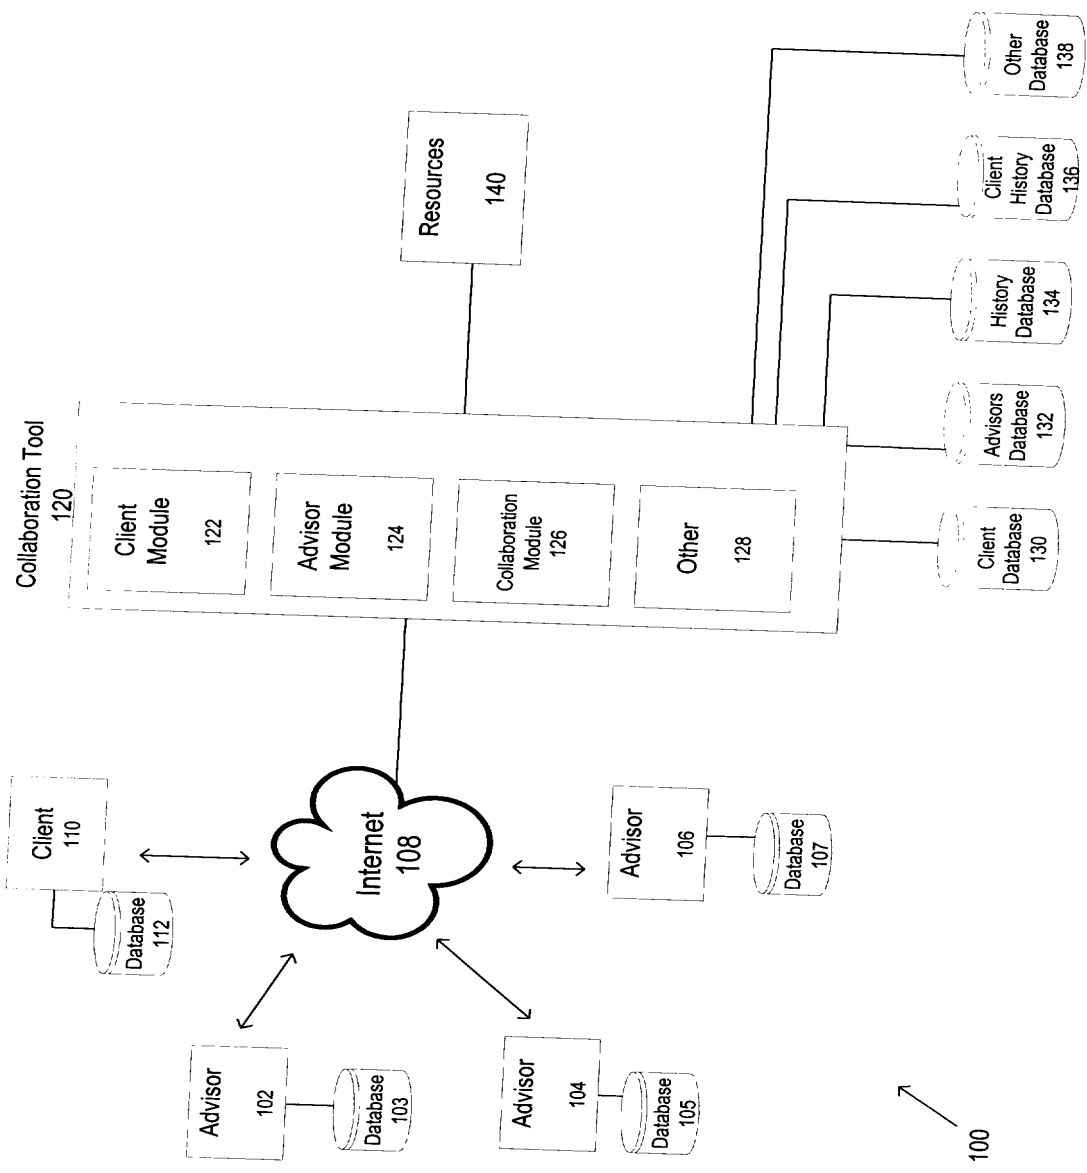 Collaboration Tool
120
Client
Module
122
Advisor
Module
124
Collaboration
Module
126
Other
128
Resources
140
Client
110
Database
112
Internet
108
Advisor
102
Database
103
Advisor
104
Database
105
Advisor
106
Database
107
Client
Database
130
Advisors
Database
132
History
Database
134
Client
History
Database
136
Other
Database
138
100